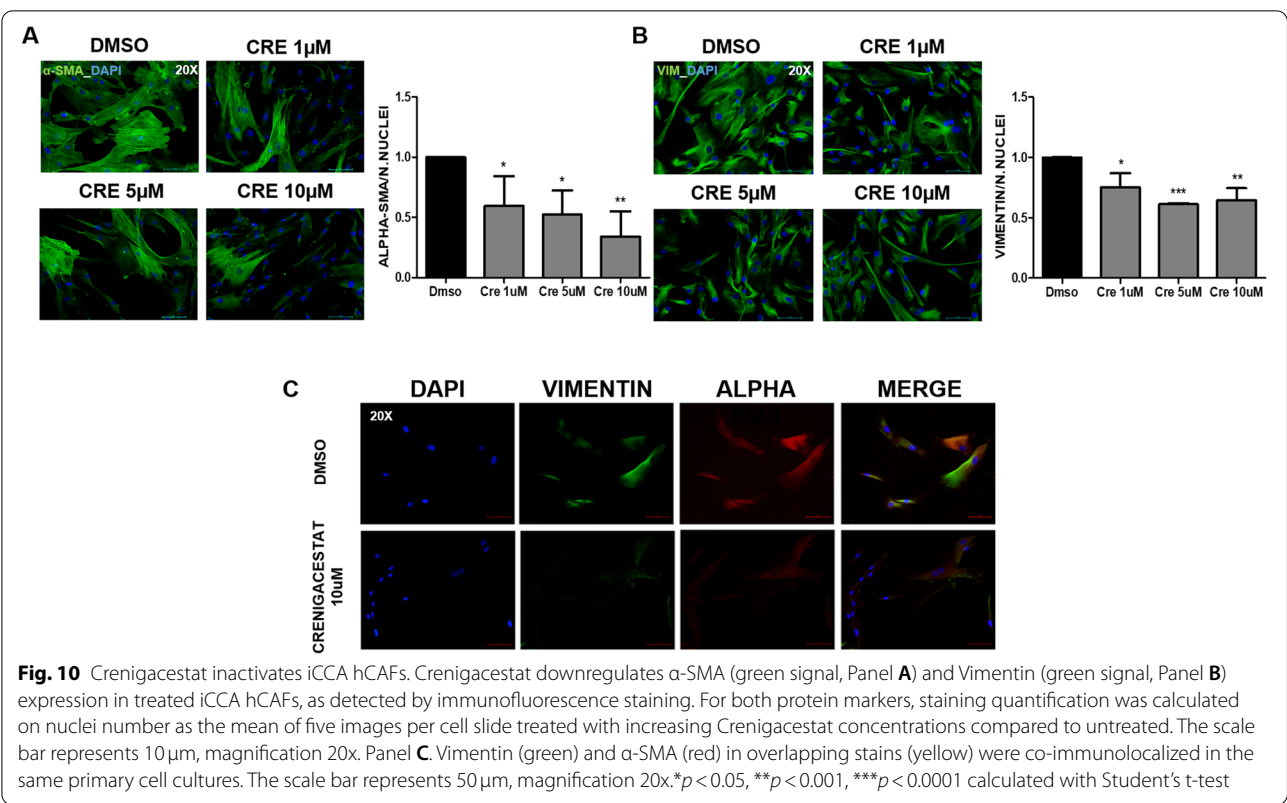 A
DMSO
CRE 1µM
α-SMA_DAPI
20X
CRE 5µM
CRE 10µM
ALPHA-SMA/N.NUCLEI
1.5
1.0
0.5
0.0
*
*
**
Dmso
Cre 1uM
Cre 5uM
Cre 10uM
B
DMSO
CRE 1µM
VIM_DAPI
20X
CRE 5µM
CRE 10µM
VIMENTIN/N.NUCLEI
1.5
1.0
0.5
0.0
*
***
**
Dmso
Cre 1uM
Cre 5uM
Cre 10uM
C
DAPI
VIMENTIN
ALPHA
SMA
MERGE
20X
DMSO
CRENIGACESTAT
10uM
Fig. 10 Crenigacestat inactivates iCCA hCAFs. Crenigacestat downregulates α-SMA (green signal, Panel A) and Vimentin (green signal, Panel B)
expression in treated iCCA hCAFs, as detected by immunofluorescence staining. For both protein markers, staining quantification was calculated
on nuclei number as the mean of five images per cell slide treated with increasing Crenigacestat concentrations compared to untreated. The scale
bar represents 10 µm, magnification 20x. Panel C. Vimentin (green) and α-SMA (red) in overlapping stains (yellow) were co-immunolocalized in the
same primary cell cultures. The scale bar represents 50 µm, magnification 20x.*p < 0.05, **p < 0.001, ***p < 0.0001 calculated with Student's t-test